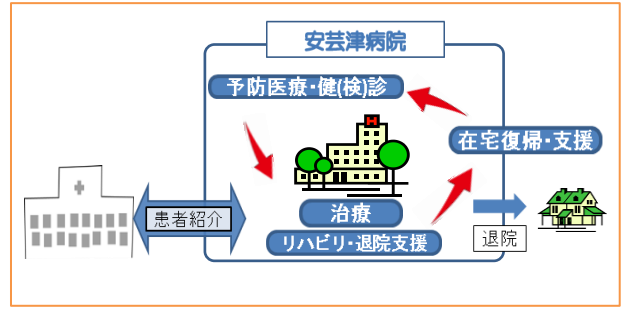 安芸津病院
予防医療・健(検)診
H
在宅復帰・支援
患者紹介
治療
リハビリ・退院支援
退院